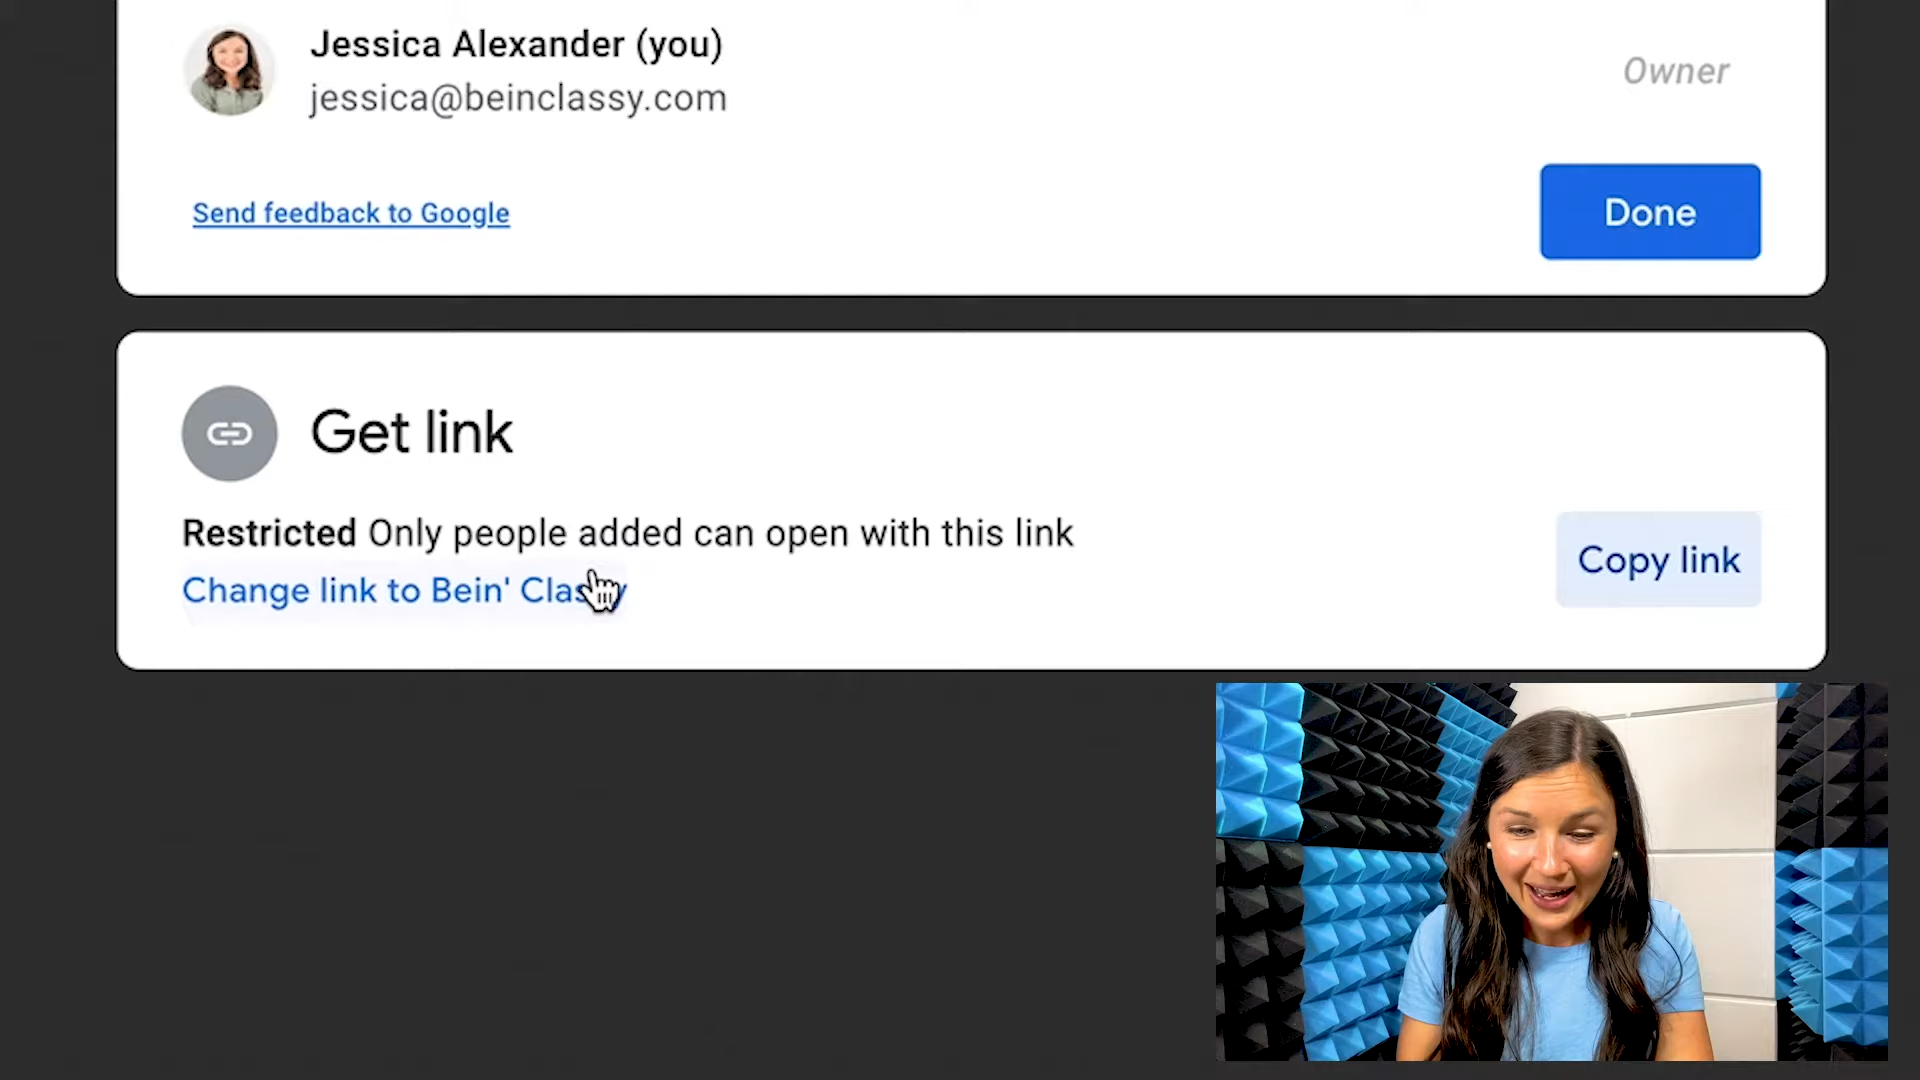 Jessica Alexander (you)
jessica@beinclassy.com
Owner
Send feedback to Google
Done
Get link
Restricted Only people added can open with this link
Change link to Bein' Classy
Copy link